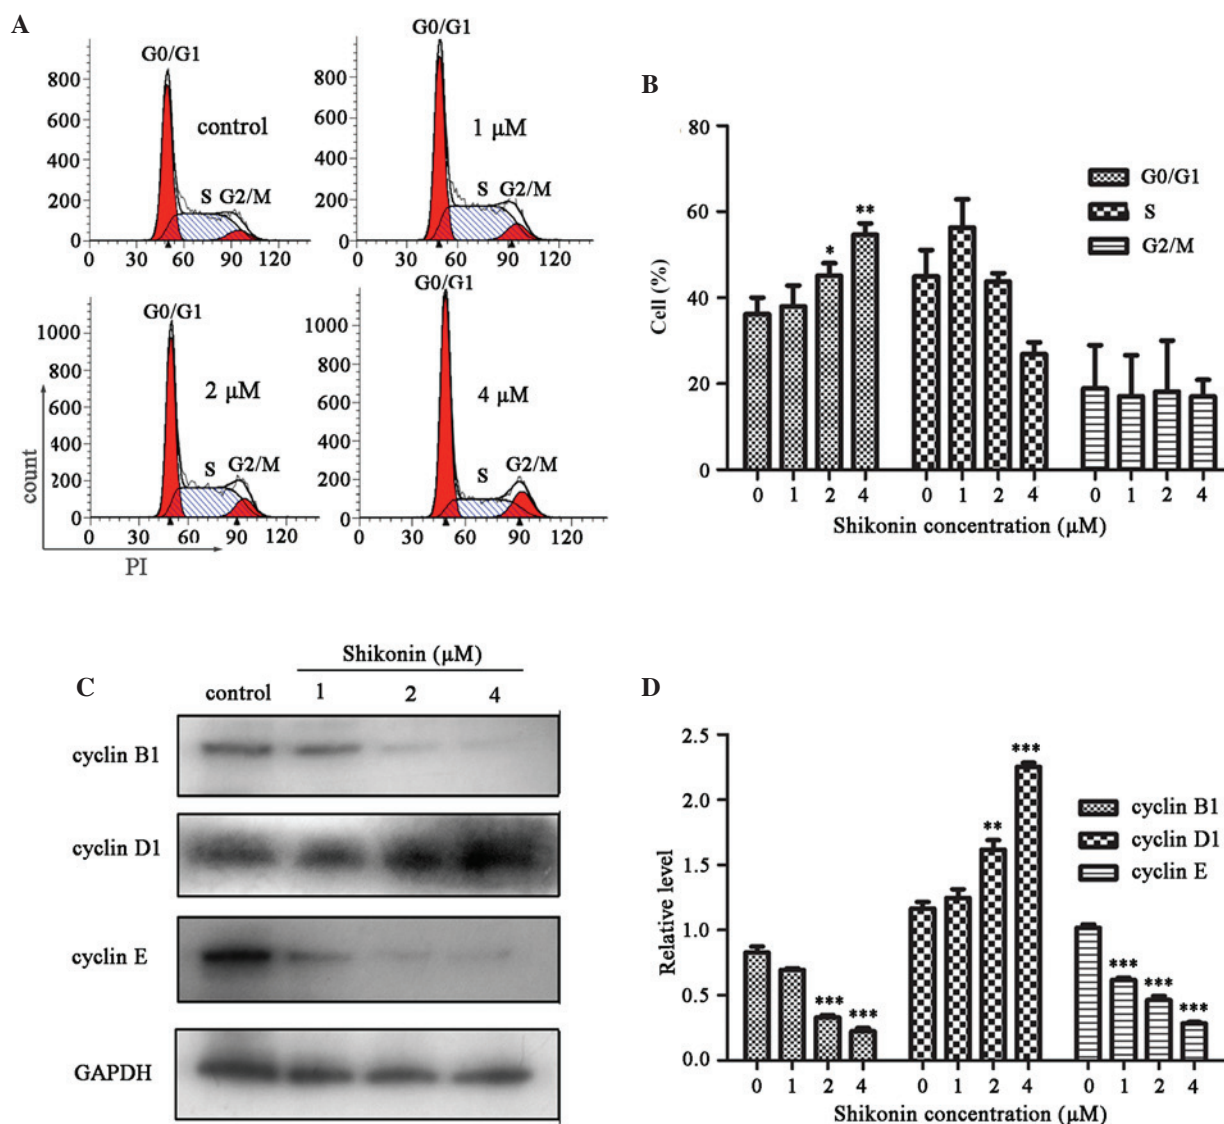 A
G0/G1
800
600
400
200
0
control
S G2/M
0 30 60 90 120
G0/G1
800
600
400
200
0
1 μM
S G2/M
0 30 60 90 120
G0/G1
1000
800
600
400
200
0
2 μM
S G2/M
0 30 60 90 120
G0/G1
1000
800
600
400
200
0
4 μM
S G2/M
0 30 60 90 120
count
PI
B
80
60
40
20
0
Cell (%)
* **
G0/G1
S
G2/M
0 1 2 4 0 1 2 4 0 1 2 4
Shikonin concentration (μM)
C
Shikonin (μM)
control 1 2 4
cyclin B1
cyclin D1
cyclin E
GAPDH
D
2.5
2.0
1.5
1.0
0.5
0.0
Relative level
*** ***
** ***
*** *** ***
cyclin B1
cyclin D1
cyclin E
0 1 2 4 0 1 2 4 0 1 2 4
Shikonin concentration (μM)